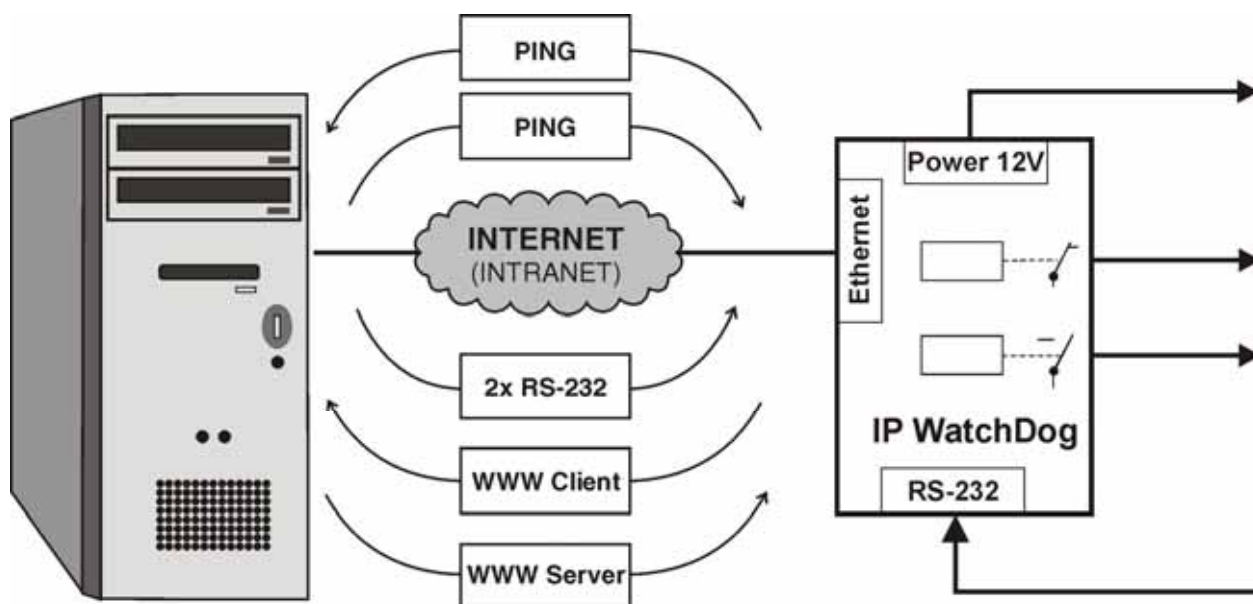 PING
PING
INTERNET
(INTRANET)
2x RS-232
WWW Client
WWW Server
Power 12V
Ethernet
IP WatchDog
RS-232